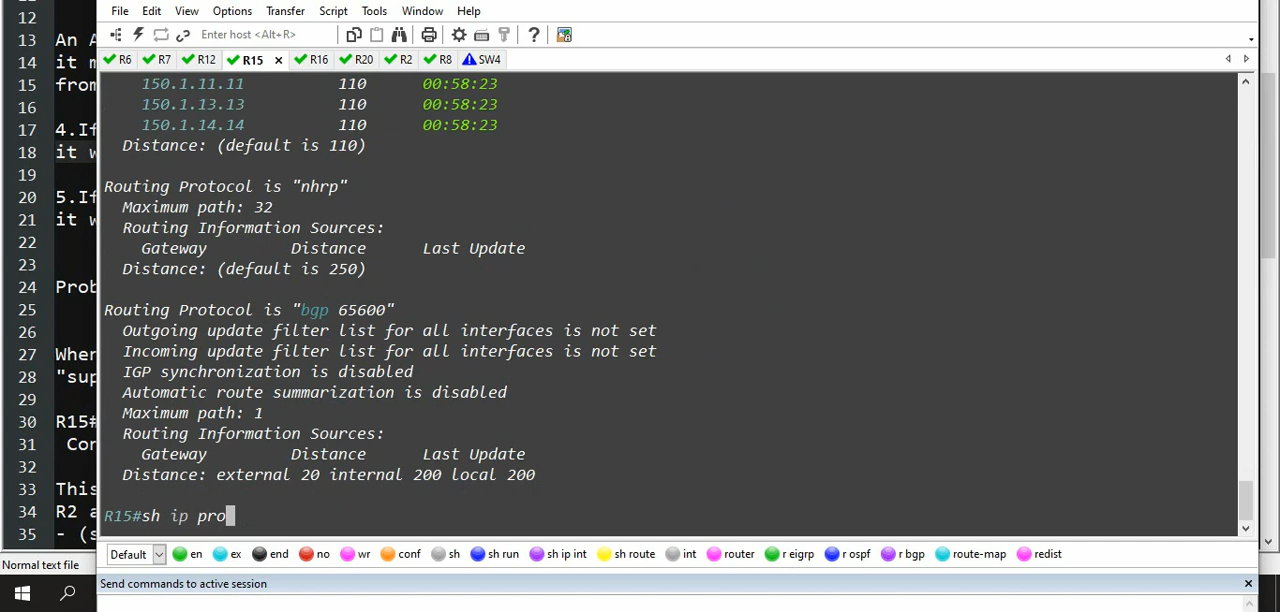 File Edit View Options Transfer Script Tools Window Help
Enter host <Alt+R>
R6 R7 R12 R15 × R16 R20 R2 R8 SW4
12
13 An A
14 it m
15 from
16
17 4.If
18 it w
19
20 5.If
21 it w
22
23
24 Prob
25
26
27 When
28 "sup
29
30 R15#
31 Con
32
33 This
34 R2 a
35 - (s
150.1.11.11 110 00:58:23
150.1.13.13 110 00:58:23
150.1.14.14 110 00:58:23
Distance: (default is 110)
Routing Protocol is "nhrp"
Maximum path: 32
Routing Information Sources:
Gateway Distance Last Update
Distance: (default is 250)
Routing Protocol is "bgp 65600"
Outgoing update filter list for all interfaces is not set
Incoming update filter list for all interfaces is not set
IGP synchronization is disabled
Automatic route summarization is disabled
Maximum path: 1
Routing Information Sources:
Gateway Distance Last Update
Distance: external 20 internal 200 local 200
R15#sh ip pro
Default en ex end no wr conf sh sh run sh ip int sh route int router r eigrp r ospf r bgp route-map redist
Normal text file
Send commands to active session ×